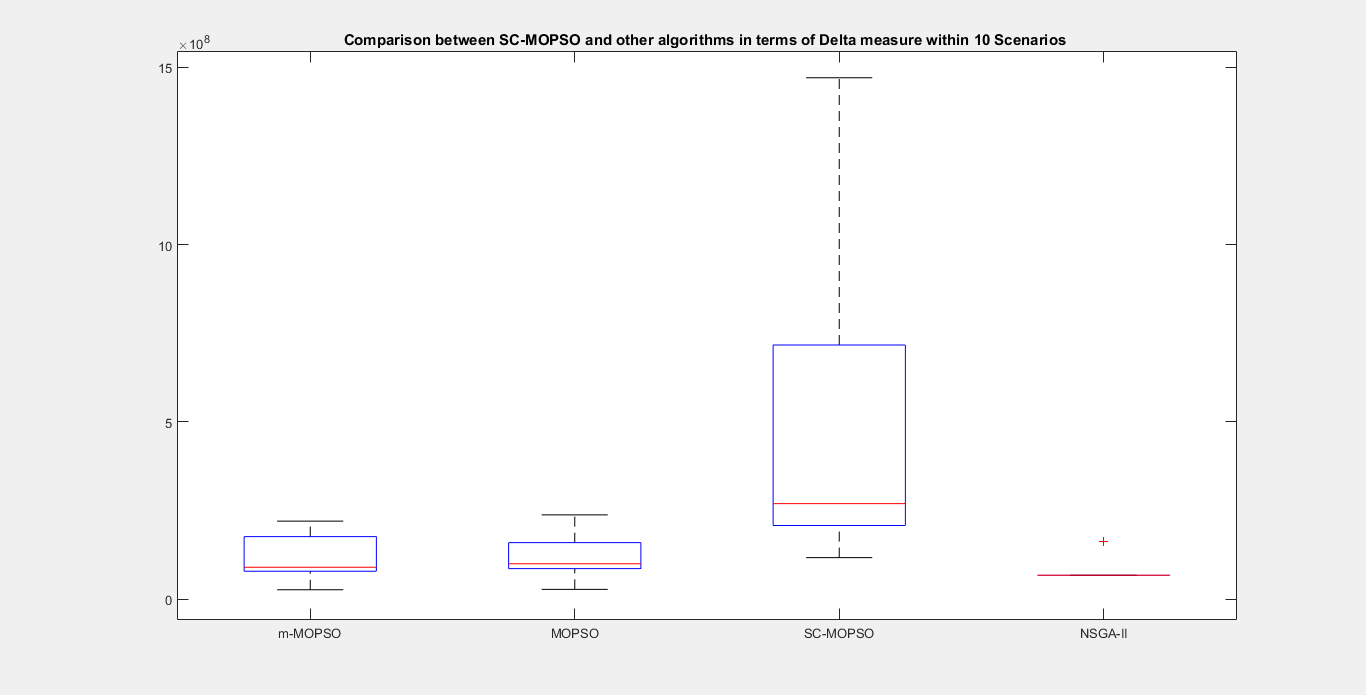 Comparison between SC-MOPSO and other algorithms in terms of Delta measure within 10 Scenarios
×10^8
15
10
5
0
m-MOPSO MOPSO SC-MOPSO NSGA-II